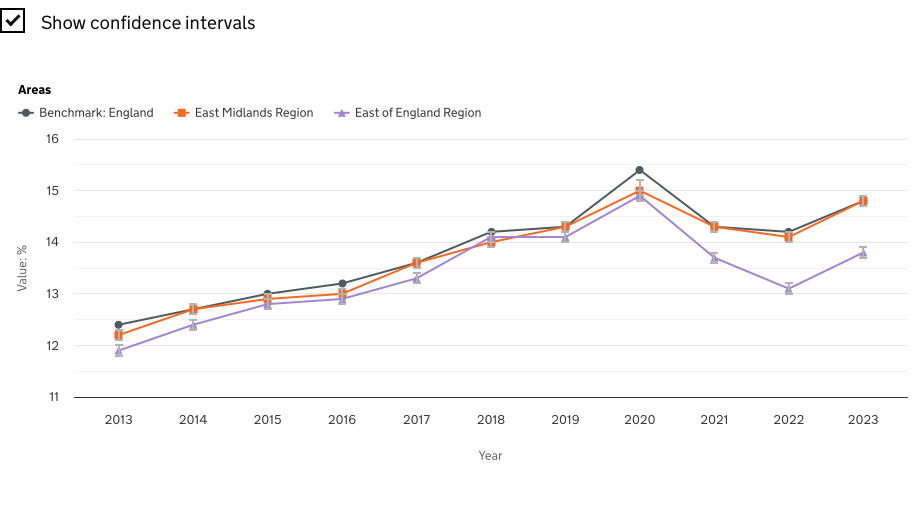 Show confidence intervals
Areas
Benchmark: England East Midlands Region East of England Region
16
15
14
13
12
11
Value: %
2013 2014 2015 2016 2017 2018 2019 2020 2021 2022 2023
Year